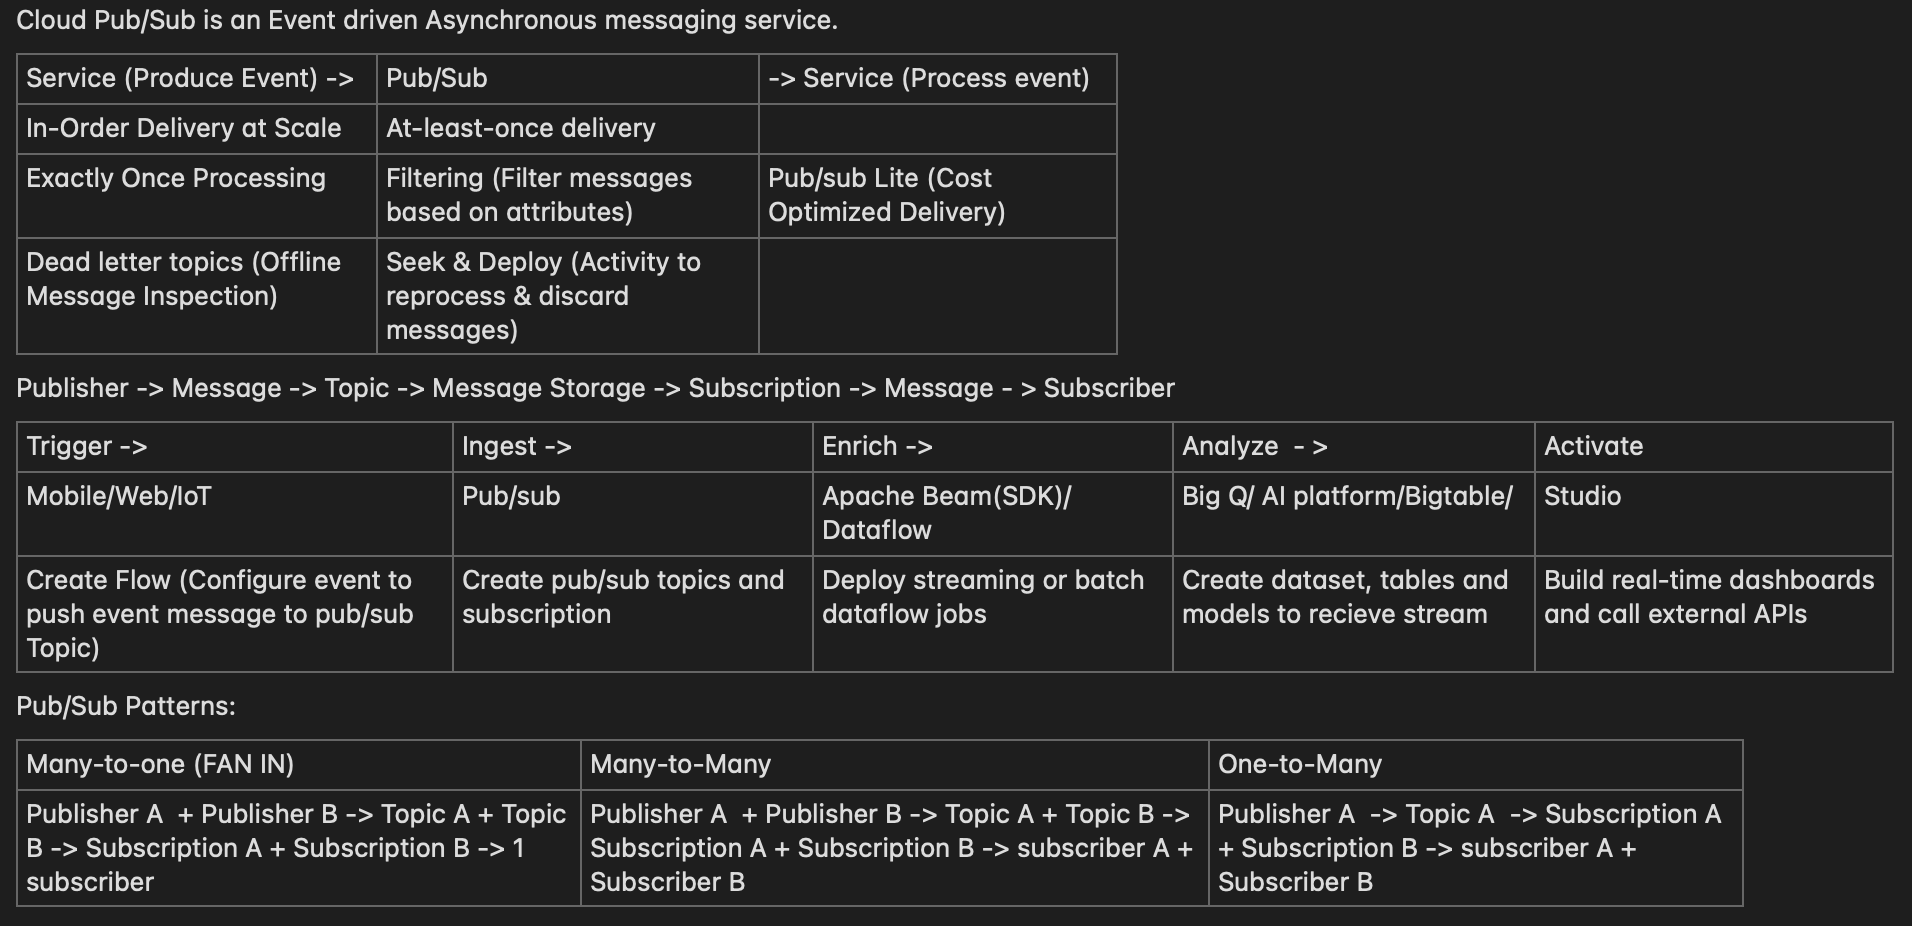 Cloud Pub/Sub is an Event driven Asynchronous messaging service.
Service (Produce Event) ->
Pub/Sub
-> Service (Process event)
In-Order Delivery at Scale
At-least-once delivery
Exactly Once Processing
Filtering (Filter messages
based on attributes)
Pub/sub Lite (Cost
Optimized Delivery)
Dead letter topics (Offline
Message Inspection)
Seek & Deploy (Activity to
reprocess & discard
messages)
Publisher -> Message -> Topic -> Message Storage -> Subscription -> Message - > Subscriber
Trigger ->
Ingest ->
Enrich ->
Analyze  - >
Activate
Mobile/Web/IoT
Pub/sub
Apache Beam(SDK)/
Dataflow
Big Q/ AI platform/Bigtable/
Studio
Create Flow (Configure event to
push event message to pub/sub
Topic)
Create pub/sub topics and
subscription
Deploy streaming or batch
dataflow jobs
Create dataset, tables and
models to recieve stream
Build real-time dashboards
and call external APIs
Pub/Sub Patterns:
Many-to-one (FAN IN)
Many-to-Many
One-to-Many
Publisher A  + Publisher B -> Topic A + Topic
B -> Subscription A + Subscription B -> 1
subscriber
Publisher A  + Publisher B -> Topic A + Topic B ->
Subscription A + Subscription B -> subscriber A +
Subscriber B
Publisher A  -> Topic A  -> Subscription A
+ Subscription B -> subscriber A +
Subscriber B